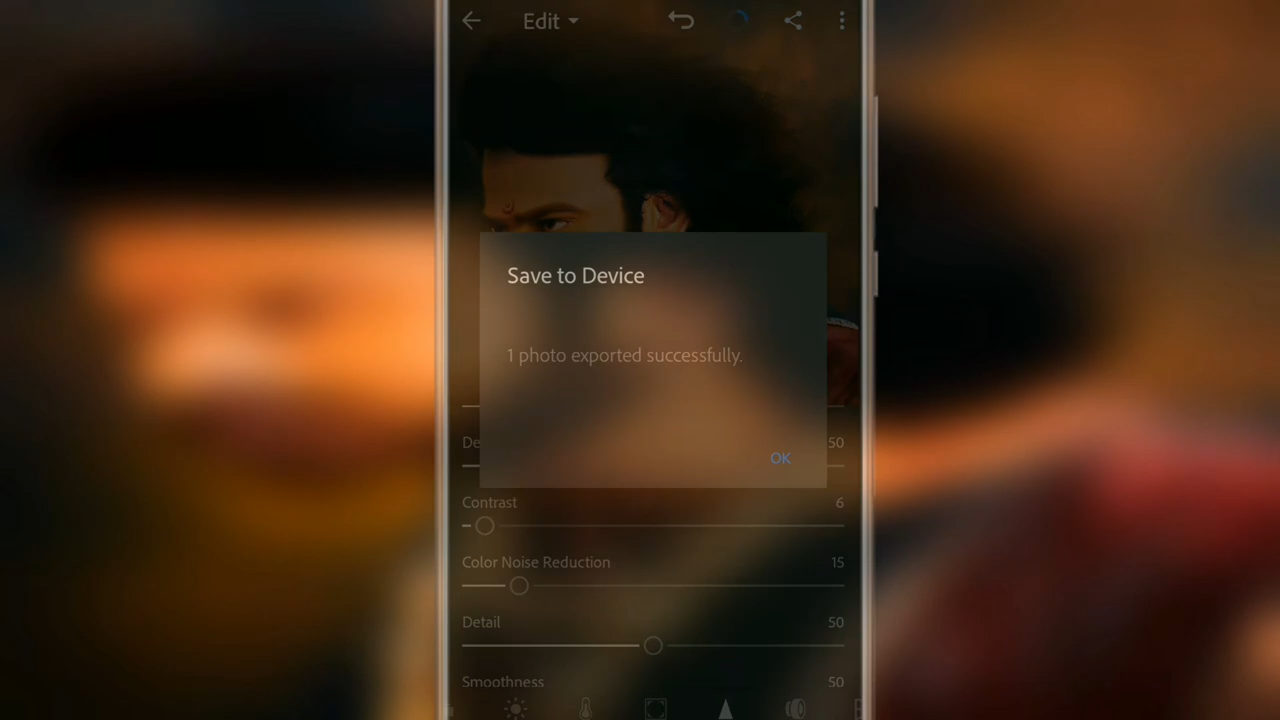 Edit
Save to Device
1 photo exported successfully.
OK
De
50
Contrast
6
Color Noise Reduction
15
Detail
50
Smoothness
50